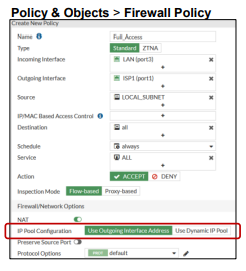 Policy & Objects > Firewall Policy
Create New Policy
Name Full_Access
Type Standard ZTNA
Incoming Interface LAN (port3)
+
Outgoing Interface ISP1 (port1)
+
Source LOCAL_SUBNET
+
IP/MAC Based Access Control +
Destination all
+
Schedule always
Service ALL
+
Action ACCEPT DENY
Inspection Mode Flow-based Proxy-based
Firewall/Network Options
NAT
IP Pool Configuration Use Outgoing Interface Address Use Dynamic IP Pool
Preserve Source Port
Protocol Options default